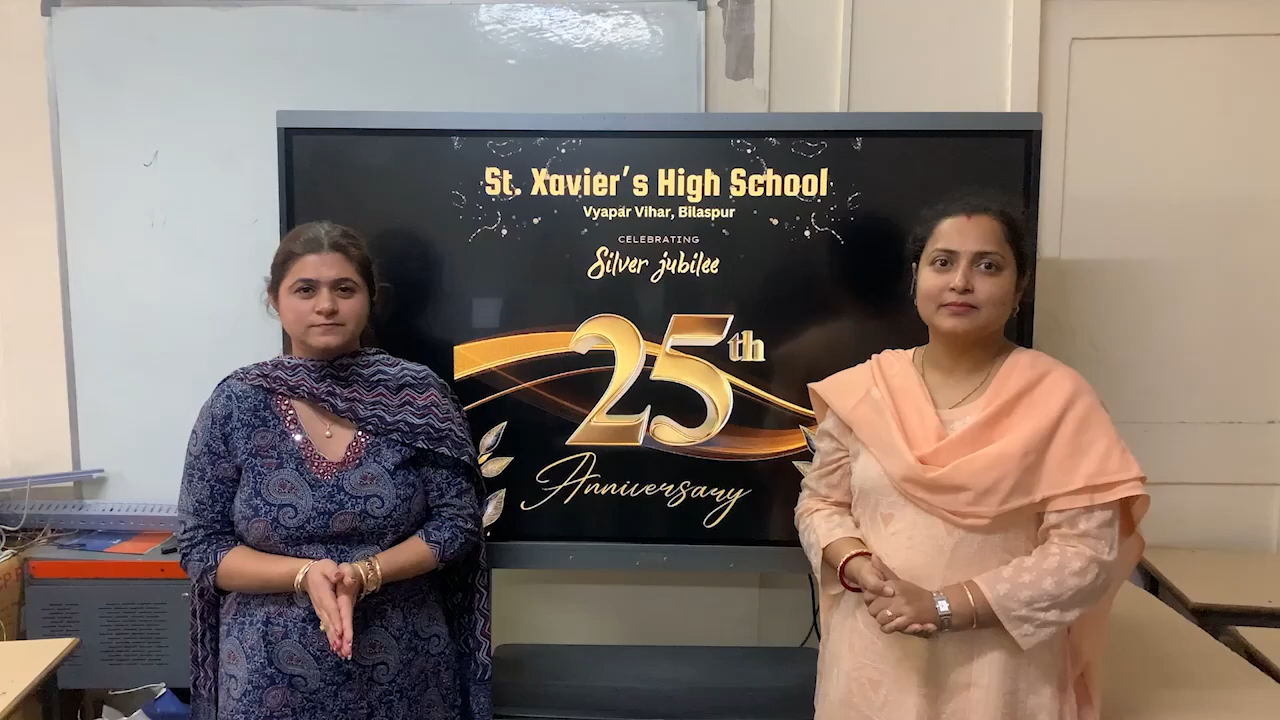 St. Xavier's High School
Vyapar Vihar, Bilaspur
CELEBRATING
Silver jubilee
25th
Anniversary